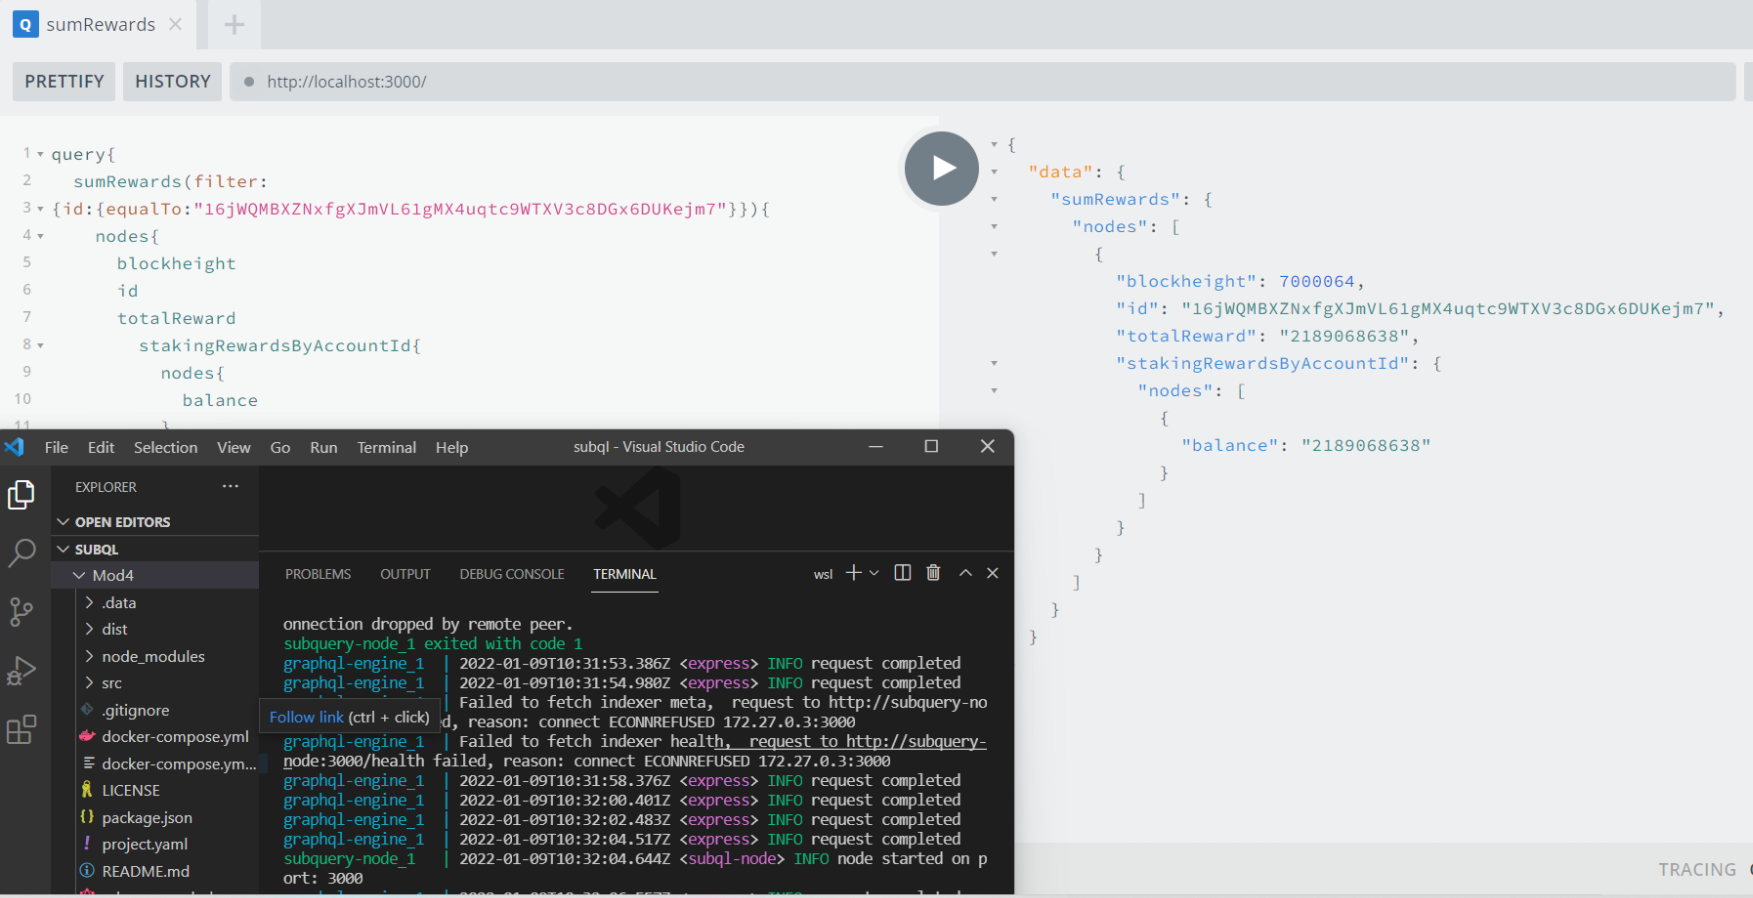 Q sumRewards × +
PRETTIFY HISTORY http://localhost:3000/
1 query{
2 sumRewards(filter:
3 {id:{equalTo:"16jWQMBXZNxfgXJmVL61gMX4uqtc9WTXV3c8DGx6DUKejm7"}}){
4 nodes{
5 blockheight
6 id
7 totalReward
8 stakingRewardsByAccountId{
9 nodes{
10 balance
11 }
{
"data": {
"sumRewards": {
"nodes": [
{
"blockheight": 7000064,
"id": "16jWQMBXZNxfgXJmVL61gMX4uqtc9WTXV3c8DGx6DUKejm7",
"totalReward": "2189068638",
"stakingRewardsByAccountId": {
"nodes": [
{
"balance": "2189068638"
}
]
}
}
]
}
}
TRACING
File Edit Selection View Go Run Terminal Help subql - Visual Studio Code
EXPLORER ...
OPEN EDITORS
SUBQL
Mod4
.data
dist
node_modules
src
.gitignore
docker-compose.yml
docker-compose.ym...
LICENSE
package.json
project.yaml
README.md
PROBLEMS OUTPUT DEBUG CONSOLE TERMINAL wsl
onnection dropped by remote peer.
subquery-node_1 exited with code 1
graphql-engine_1 | 2022-01-09T10:31:53.386Z <express> INFO request completed
graphql-engine_1 | 2022-01-09T10:31:54.980Z <express> INFO request completed
| Failed to fetch indexer meta, request to http://subquery-no
Follow link (ctrl + click) d, reason: connect ECONNREFUSED 172.27.0.3:3000
graphql-engine_1 | Failed to fetch indexer health, request to http://subquery-
node:3000/health failed, reason: connect ECONNREFUSED 172.27.0.3:3000
graphql-engine_1 | 2022-01-09T10:31:58.376Z <express> INFO request completed
graphql-engine_1 | 2022-01-09T10:32:00.401Z <express> INFO request completed
graphql-engine_1 | 2022-01-09T10:32:02.483Z <express> INFO request completed
graphql-engine_1 | 2022-01-09T10:32:04.517Z <express> INFO request completed
subquery-node_1 | 2022-01-09T10:32:04.644Z <subql-node> INFO node started on p
ort: 3000